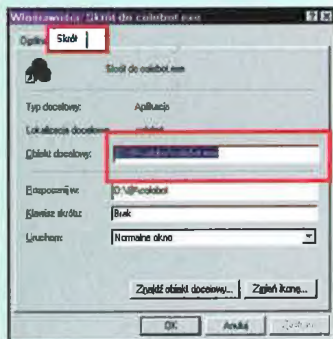 Właściwości: Skrót do colobot.exe
Ogólne Skrót
Skrót do colobot.exe
Typ docelowy: Aplikacja
Lokalizacja docelowa: colobot
Obiekt docelowy:
Rozpocznij w:
Klawisz skrótu: Brak
Uruchom: Normalne okno
Znajdź obiekt docelowy... Zmień ikonę...
OK Anuluj